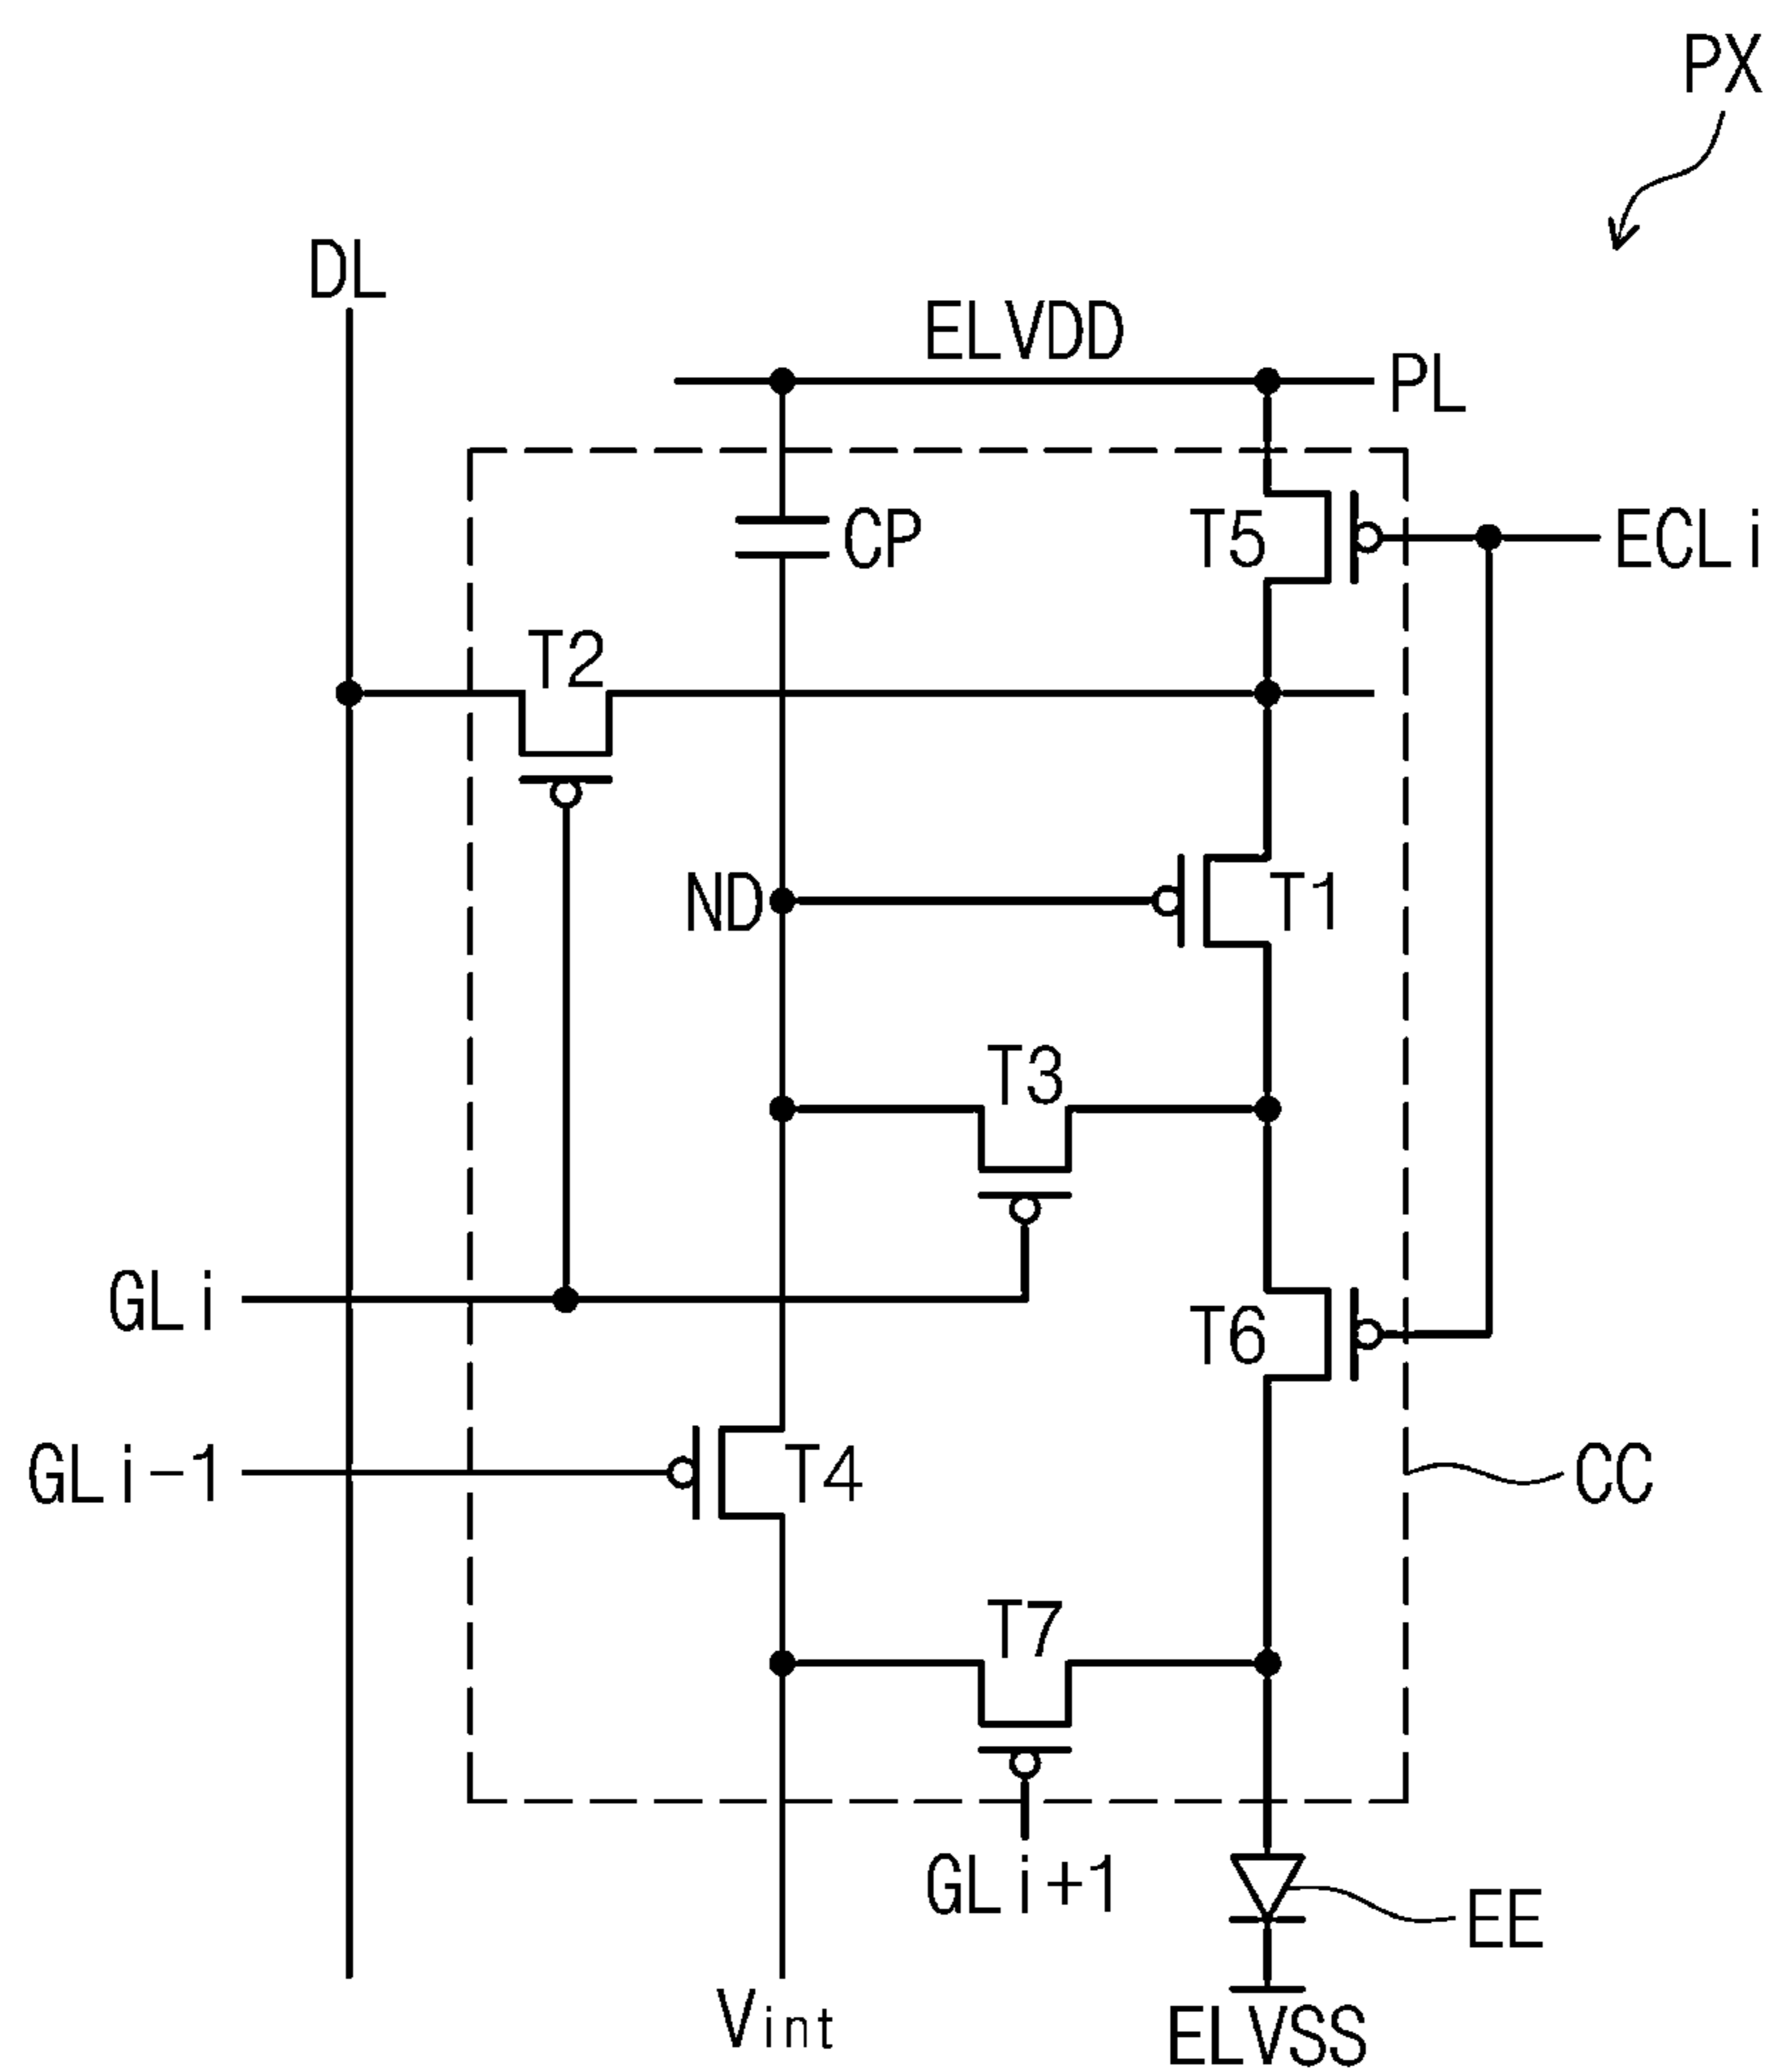 PX
DL
ELVDD
PL
CP
T5
ECLi
T2
ND
T1
T3
GLi
T6
GLi-1
T4
CC
T7
GLi+1
EE
Vint
ELVSS